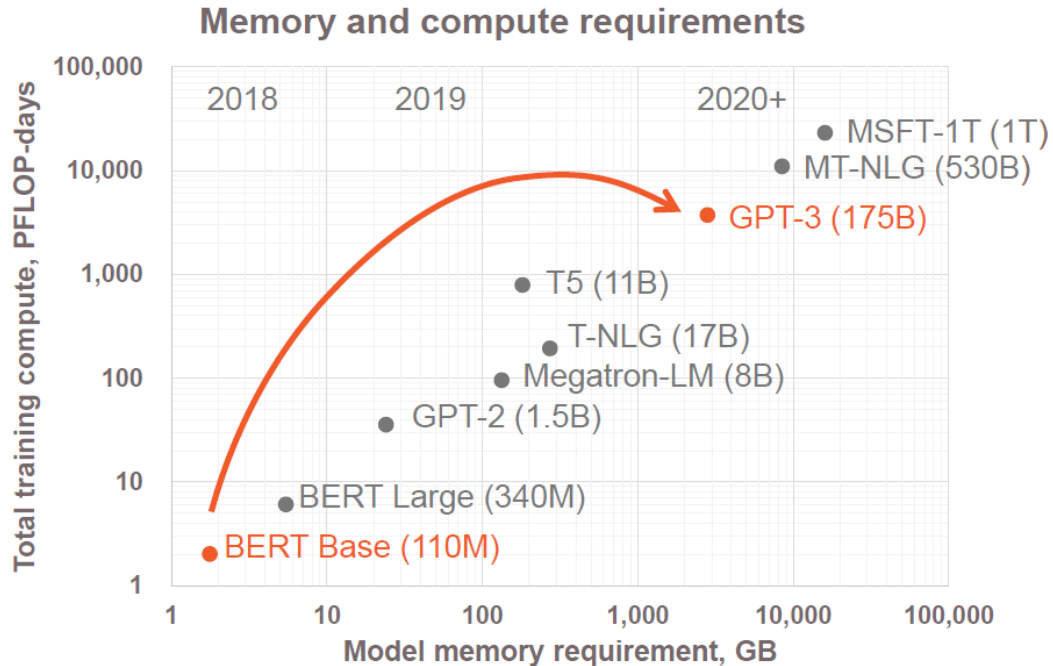 Memory and compute requirements
Total training compute, PFLOP-days
100,000
10,000
1,000
100
10
1
2018
2019
2020+
MSFT-1T (1T)
MT-NLG (530B)
GPT-3 (175B)
T5 (11B)
T-NLG (17B)
Megatron-LM (8B)
GPT-2 (1.5B)
BERT Large (340M)
BERT Base (110M)
1
10
100
1,000
10,000
100,000
Model memory requirement, GB